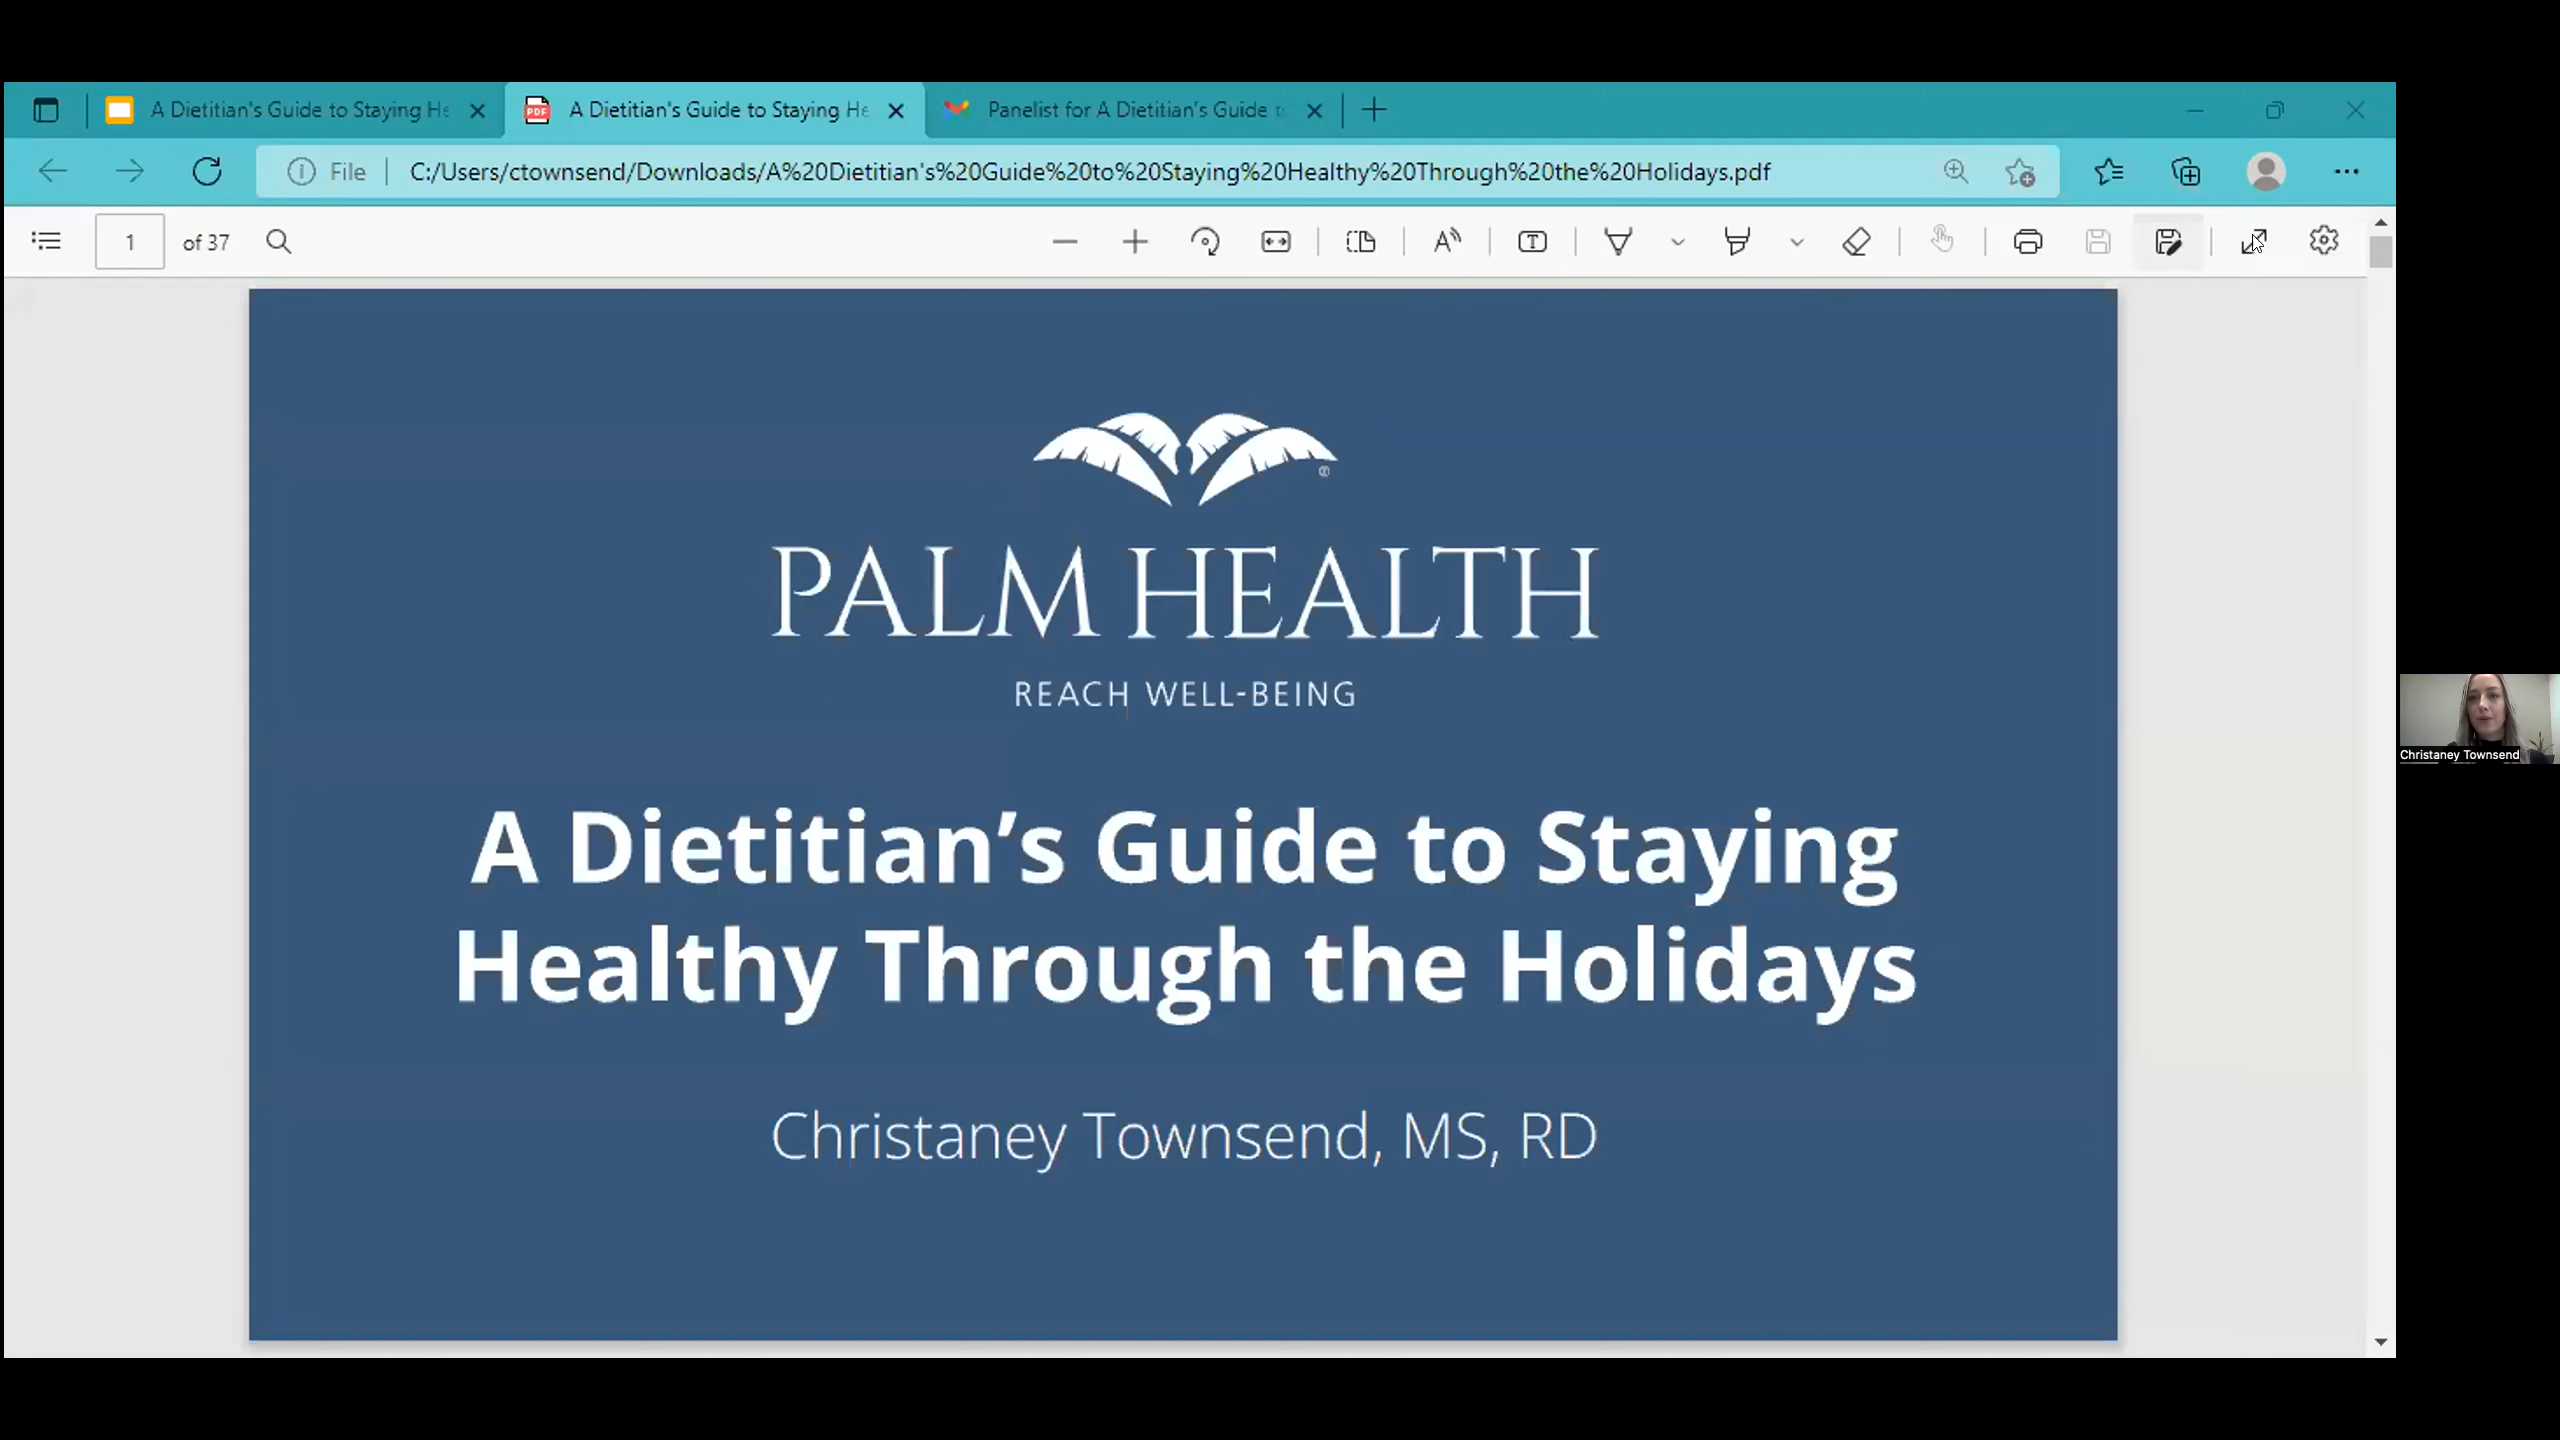 A Dietitian's Guide to Staying He
A Dietitian's Guide to Staying He
Panelist for A Dietitian's Guide t
File
C:/Users/ctownsend/Downloads/A%20Dietitian's%20Guide%20to%20Staying%20Healthy%20Through%20the%20Holidays.pdf
1 of 37
PALM HEALTH
REACH WELL-BEING
A Dietitian’s Guide to Staying
Healthy Through the Holidays
Christaney Townsend, MS, RD
Christaney Townsend